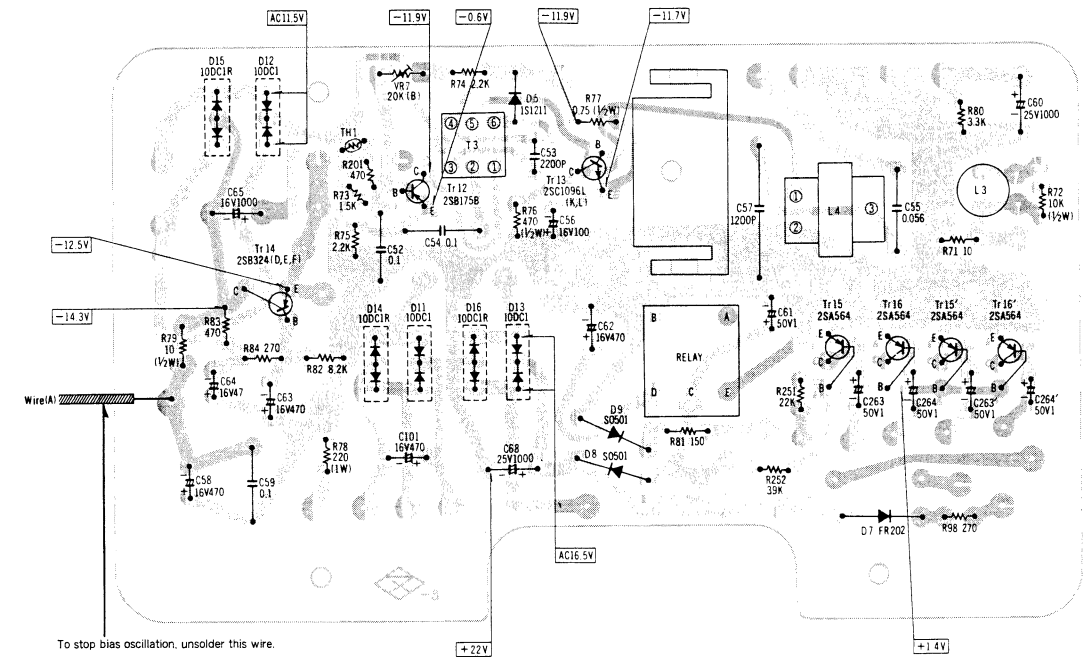 AC11.5V
−11.9V
−0.6V
−11.9V
−11.7V
D15
10DC1R
D12
10DC1
VR7
20K(B)
R74 2.2K
D6
1S1211
R77
0.75 (½W)
R80
3.3K
C60
25V1000
TH1
④ ⑤ ⑥
T3
③ ② ①
C53
2200P
R201
470
R73
1.5K
C
B
E
Tr12
2SB175B
B
C
E
Tr13
2SC1096L
(K,L)
C57
1200P
①
②
L4
③
C55
0.056
L3
R72
10K
(½W)
C65
16V1000
R75
2.2K
C52
0.1
C54 0.1
R76
470
(½W)
C56
16V100
R71 10
−12.5V
Tr14
2SB324(D,E,F)
C
E
B
−14.3V
R83
470
R79
10
(½W)
D14
10DC1R
D11
10DC1
D16
10DC1R
D13
10DC1
C62
16V470
B
A
RELAY
D
C
E
C61
50V1
Tr15
2SA564
Tr16
2SA564
Tr15'
2SA564
Tr16'
2SA564
E
C
B
E
C
B
E
C
B
E
C
B
R84 270
R82 8.2K
C64
16V47
C63
16V470
Wire(A)
R251
22K
C263
50V1
C264
50V1
C263'
50V1
C264'
50V1
D9
SO501
R81 150
R78
220
(1W)
C101
16V470
C68
25V1000
D8 SO501
C58
16V470
C59
0.1
R252
39K
D7 FR202
R98 270
AC16.5V
-3
To stop bias oscillation, unsolder this wire.
+22V
+1.4V